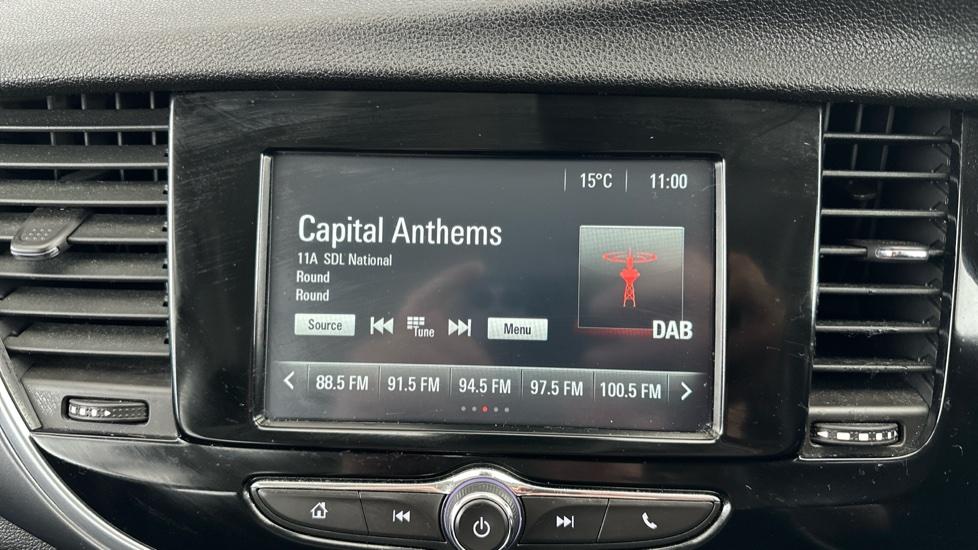 15°C 11:00
Capital Anthems
11A SDL National
Round
Round
Source Tune Menu
DAB
88.5 FM 91.5 FM 94.5 FM 97.5 FM 100.5 FM